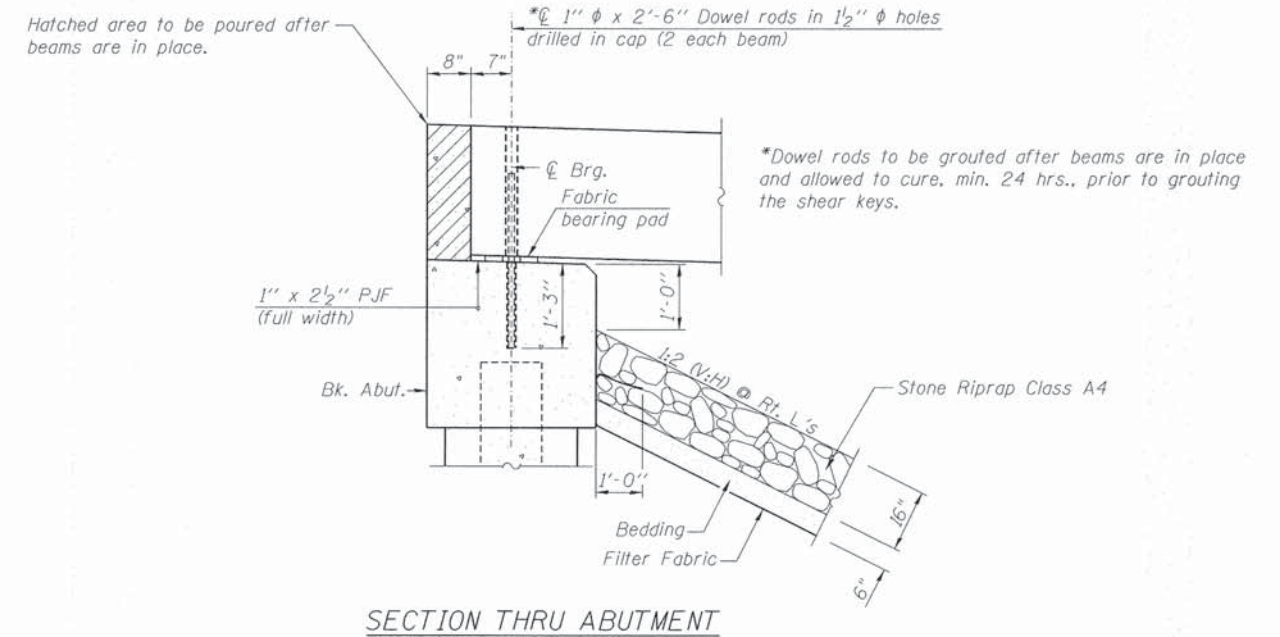 Hatched area to be poured after
beams are in place.
*℄ 1" ϕ x 2'-6" Dowel rods in 1½" ϕ holes
drilled in cap (2 each beam)
8"
7"
*Dowel rods to be grouted after beams are in place
and allowed to cure, min. 24 hrs., prior to grouting
the shear keys.
℄ Brg.
Fabric
bearing pad
1" x 2½" PJF
(full width)
1'-3"
1'-0"
1:2 (V:H) @ Rt. L's
Bk. Abut.
Stone Riprap Class A4
1'-0"
Bedding
Filter Fabric
16"
6"
SECTION THRU ABUTMENT